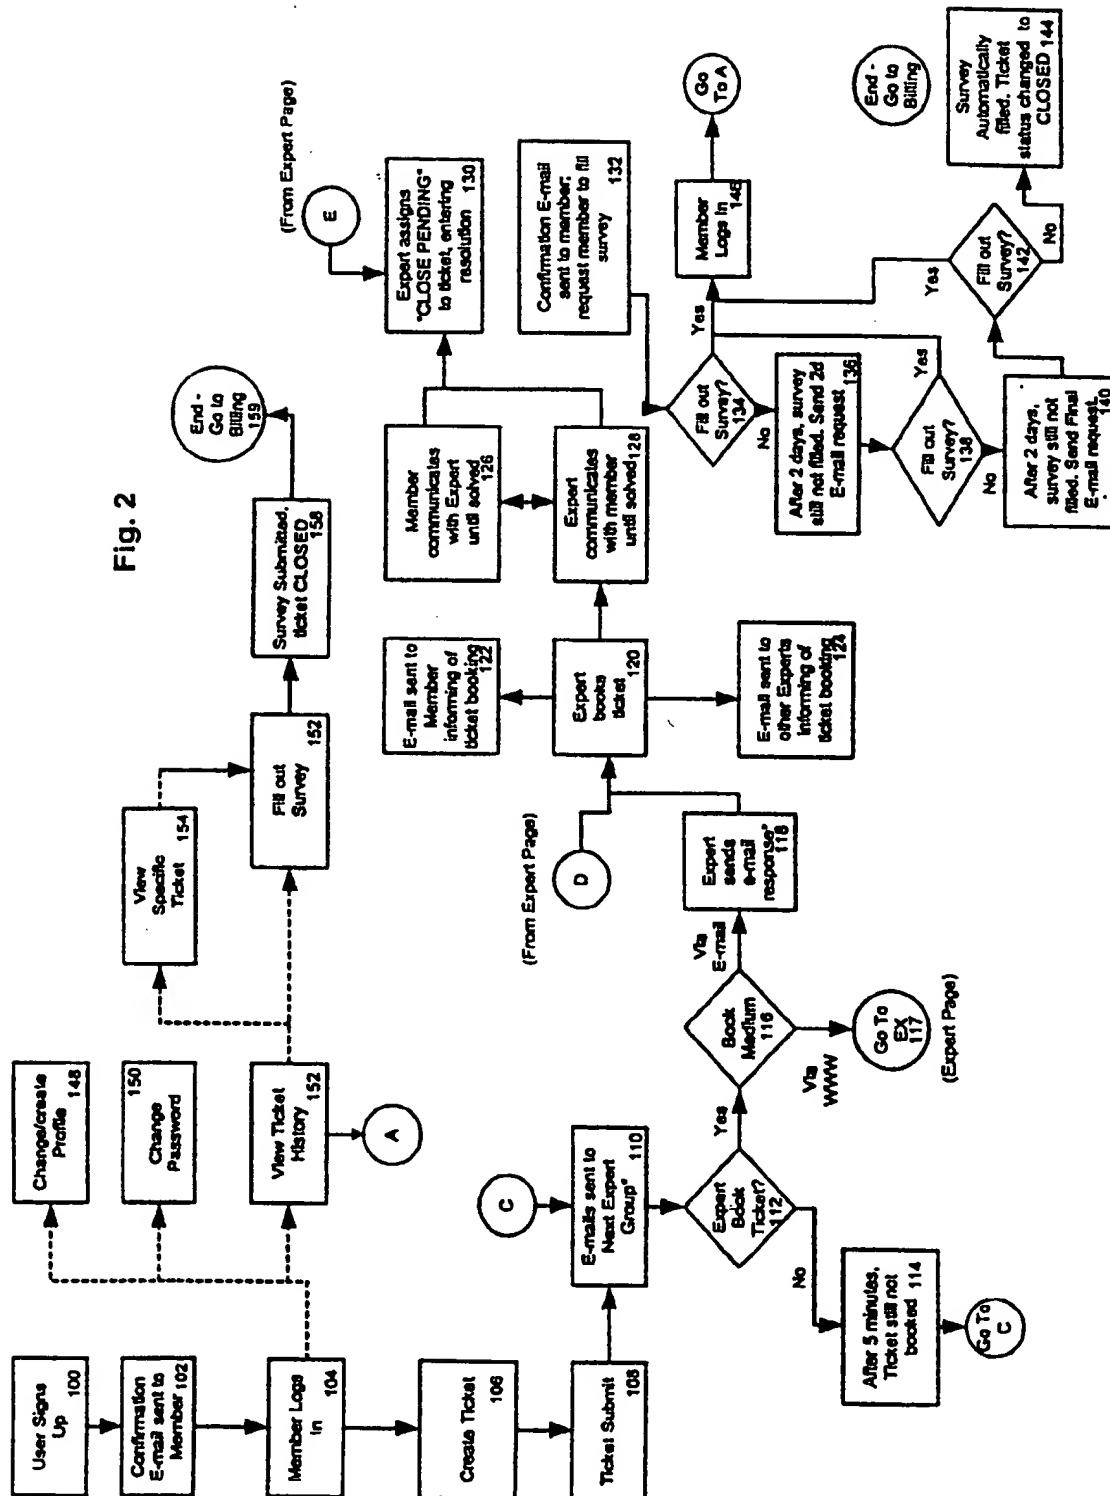 Fig. 2
User Signs
Up
100
Confirmation
E-mail sent to
Member 102
Member Logs
In
104
Create Ticket
106
Ticket Submit
108
Change/create
Profile
148
150
Change
Password
View Ticket
History
152
A
View
Specific
Ticket
154
Fill out
Survey
152
Survey Submitted,
ticket CLOSED
158
End -
Go to
Billing
159
C
E-mails sent to
Next Expert
Group"
110
Expert
Book
Ticket?
112
No
After 5 minutes,
Ticket still not
booked 114
Go To
C
Yes
Book
Medium
116
Via
WWW
Go To
EX
117
(Expert Page)
Via
E-mail
Expert
sends
e-mail
response"
118
(From Expert Page)
D
Expert
books
ticket
120
E-mail sent to
Member
informing of
ticket booking
122
E-mail sent to
other Experts
informing of
ticket booking
124
Member
communicates
with Expert
until solved
126
Expert
communicates
with member
until solved
128
(From Expert Page)
E
Expert assigns
"CLOSE PENDING"
to ticket, entering
resolution
130
Confirmation E-mail
sent to member;
request member to fill
survey
132
Fill out
Survey?
134
Yes
No
Member
Logs In
146
Go
To A
After 2 days, survey
still not filled. Send 2d
E-mail request
136
Fill out
Survey?
138
Yes
No
After 2 days,
survey still not
filled. Send Final
E-mail request.
140
Fill out
Survey?
142
Yes
No
Survey
Automatically
filled. Ticket
status changed to
CLOSED 144
End -
Go to
Billing